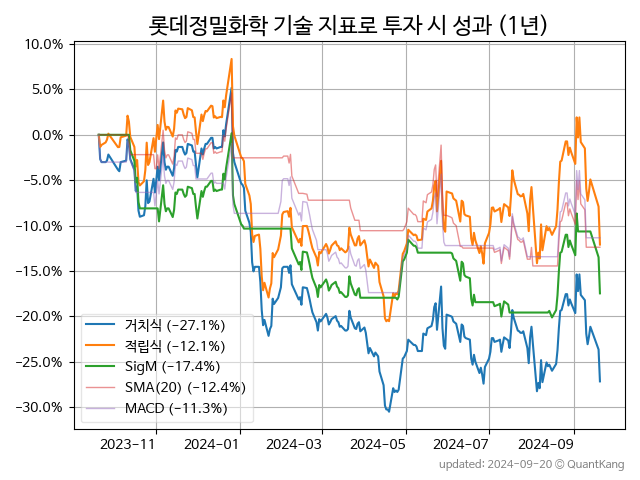 롯데정밀화학 기술 지표로 투자 시 성과 (1년)
10.0%
5.0%
0.0%
−5.0%
−10.0%
−15.0%
−20.0%
−25.0%
−30.0%
거치식 (−27.1%)
적립식 (−12.1%)
SigM (−17.4%)
SMA(20) (−12.4%)
MACD (−11.3%)
2023−11 2024−01 2024−03 2024−05 2024−07 2024−09
updated: 2024−09−20 © QuantKang